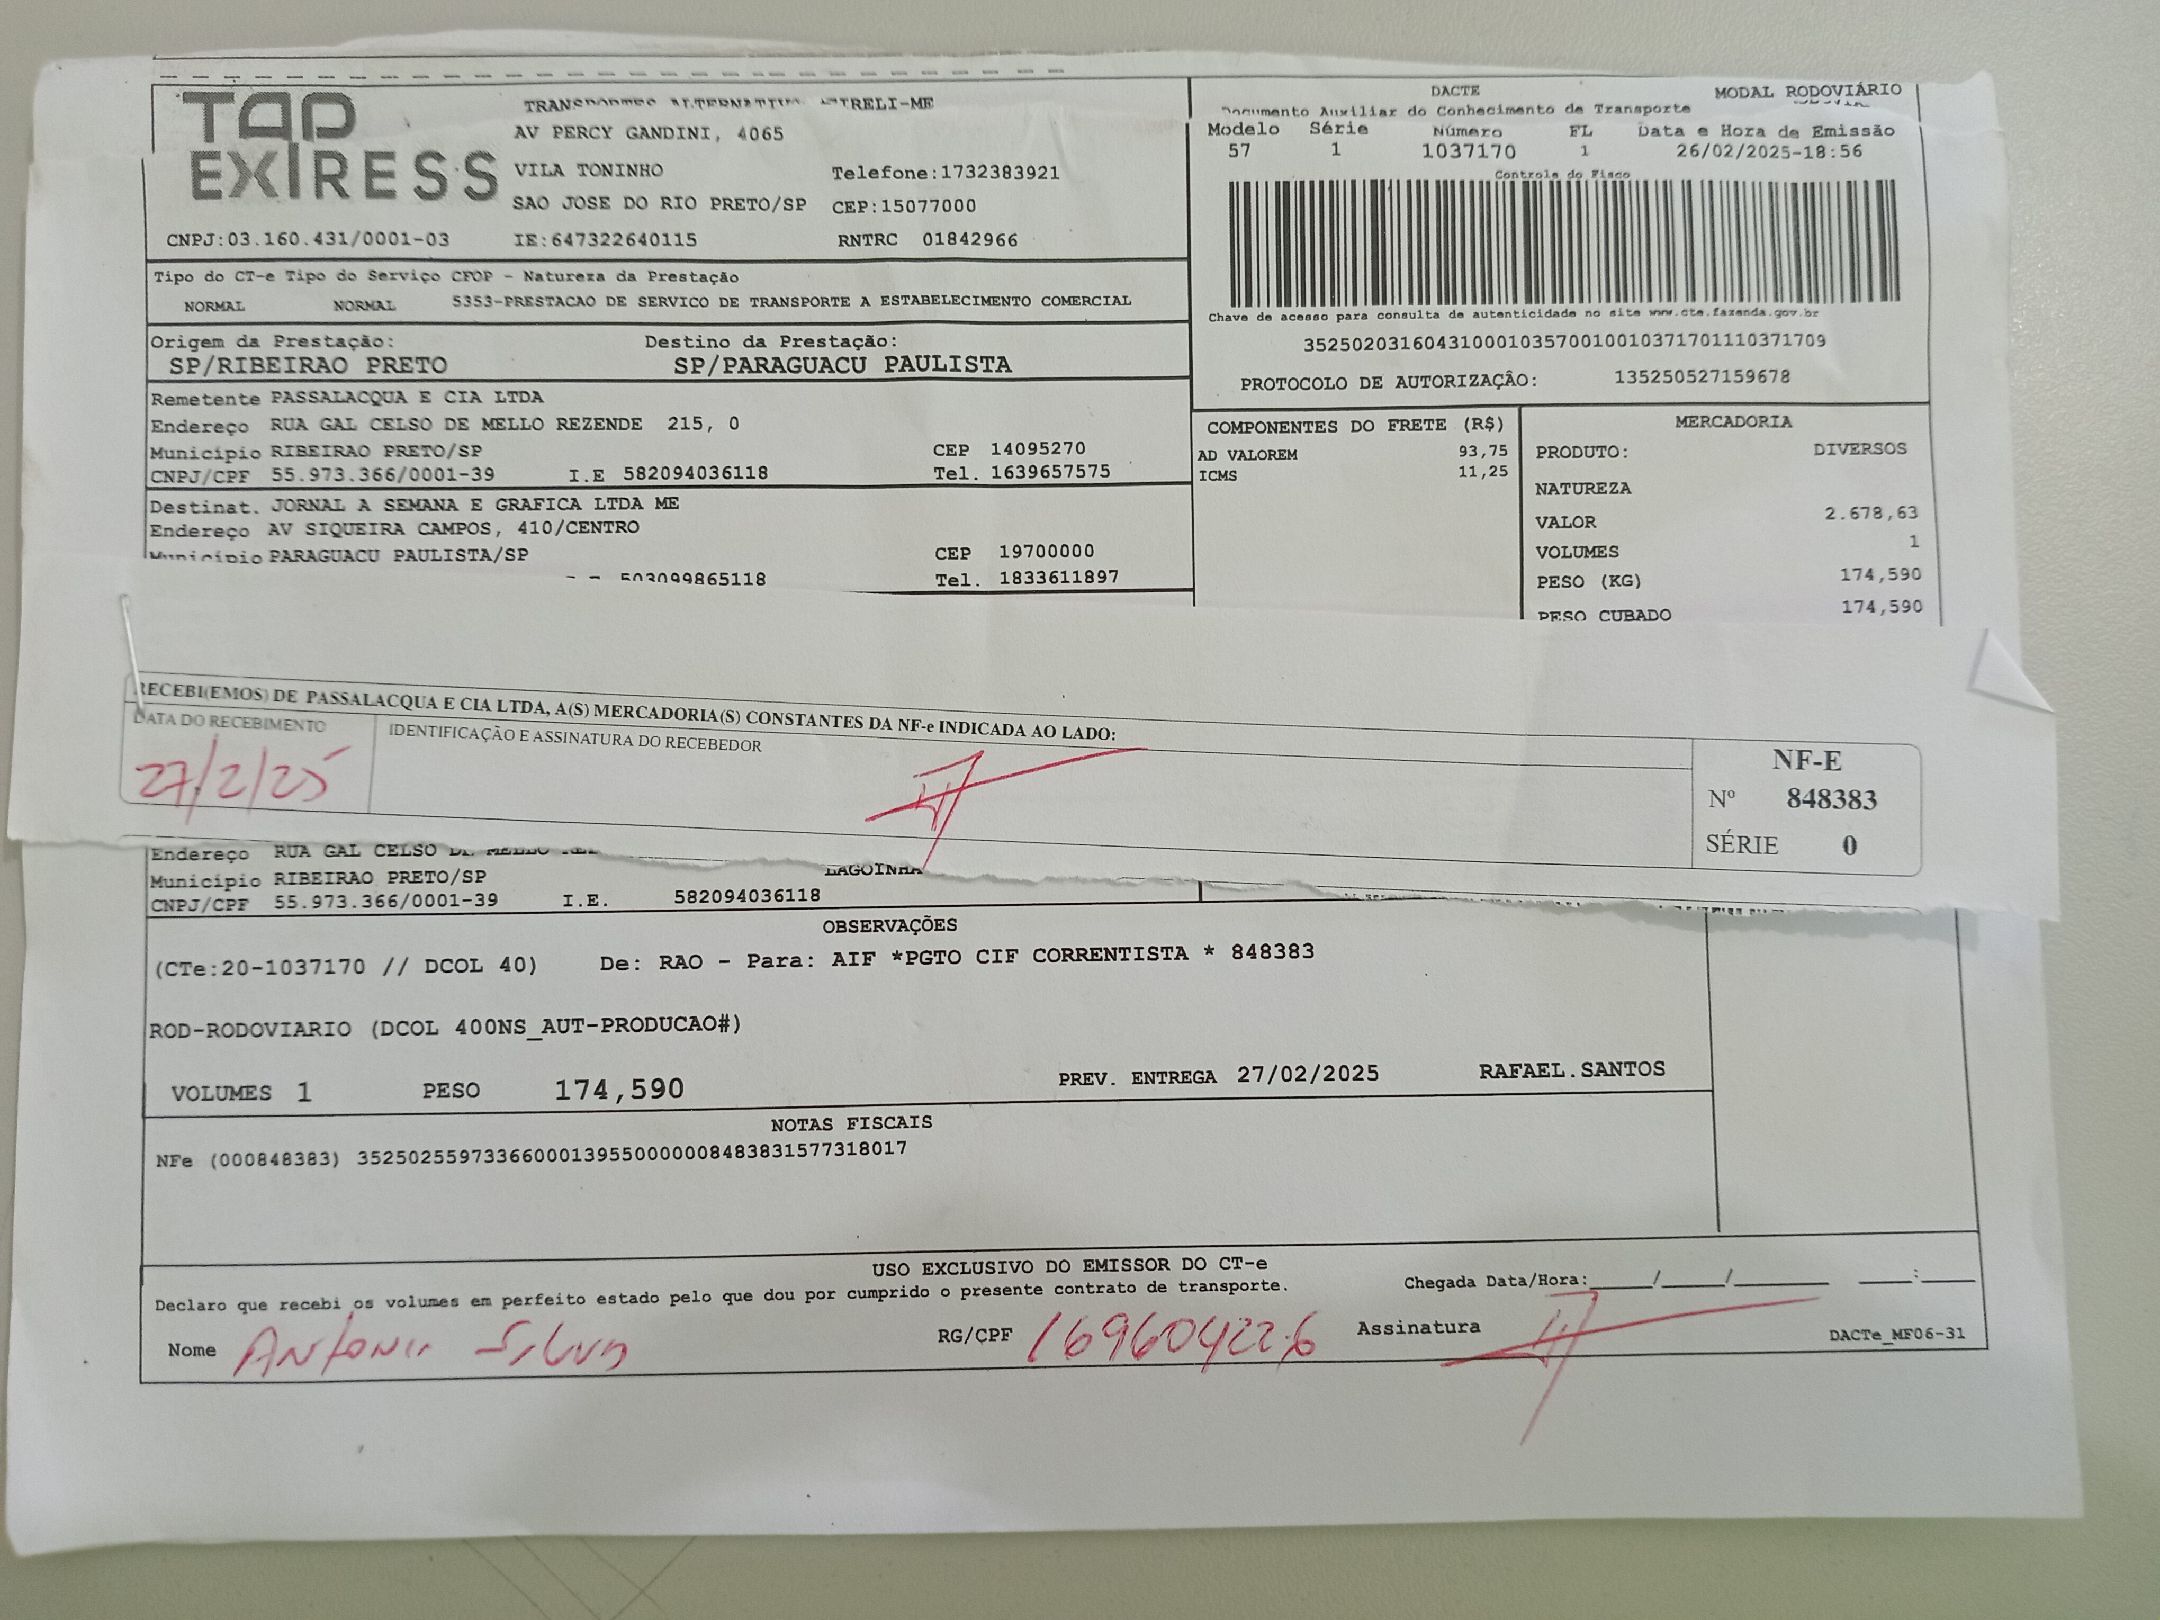 TAP
EXPRESS
AV PERCY GANDINI, 4065
VILA TONINHO Telefone:1732383921
SAO JOSE DO RIO PRETO/SP CEP:15077000
CNPJ:03.160.431/0001-03 IE:647322640115 RNTRC 01842966
DACTE MODAL RODOVIÁRIO
Documento Auxiliar do Conhecimento de Transporte
Modelo Série Número FL Data e Hora de Emissão
57 1 1037170 1 26/02/2025-18:56
Controle do Fisco
Chave de acesso para consulta de autenticidade no site www.cte.fazenda.gov.br
35250203160431000103570010010371701110371709
PROTOCOLO DE AUTORIZAÇÃO: 135250527159678
Tipo do CT-e Tipo do Serviço CFOP - Natureza da Prestação
NORMAL NORMAL 5353-PRESTACAO DE SERVICO DE TRANSPORTE A ESTABELECIMENTO COMERCIAL
Origem da Prestação: Destino da Prestação:
SP/RIBEIRAO PRETO SP/PARAGUACU PAULISTA
Remetente PASSALACQUA E CIA LTDA
Endereço RUA GAL CELSO DE MELLO REZENDE 215, 0
Município RIBEIRAO PRETO/SP CEP 14095270
CNPJ/CPF 55.973.366/0001-39 I.E 582094036118 Tel. 1639657575
Destinat. JORNAL A SEMANA E GRAFICA LTDA ME
Endereço AV SIQUEIRA CAMPOS, 410/CENTRO
Município PARAGUACU PAULISTA/SP CEP 19700000
503099865118 Tel. 1833611897
COMPONENTES DO FRETE (R$)
AD VALOREM 93,75
ICMS 11,25
MERCADORIA
PRODUTO: DIVERSOS
NATUREZA
VALOR 2.678,63
VOLUMES 1
PESO (KG) 174,590
PESO CUBADO 174,590
RECEBI(EMOS) DE PASSALACQUA E CIA LTDA, A(S) MERCADORIA(S) CONSTANTES DA NF-e INDICADA AO LADO:
DATA DO RECEBIMENTO IDENTIFICAÇÃO E ASSINATURA DO RECEBEDOR
27/2/25
NF-E
Nº 848383
SÉRIE 0
Endereço RUA GAL CELSO DE MELLO
LAGOINHA
Município RIBEIRAO PRETO/SP
CNPJ/CPF 55.973.366/0001-39 I.E. 582094036118
OBSERVAÇÕES
(CTe:20-1037170 // DCOL 40) De: RAO - Para: AIF *PGTO CIF CORRENTISTA * 848383
ROD-RODOVIARIO (DCOL 400NS_AUT-PRODUCAO#)
VOLUMES 1 PESO 174,590 PREV. ENTREGA 27/02/2025 RAFAEL.SANTOS
NOTAS FISCAIS
NFe (000848383) 35250255973366000139550000008483831577318017
USO EXCLUSIVO DO EMISSOR DO CT-e
Declaro que recebi os volumes em perfeito estado pelo que dou por cumprido o presente contrato de transporte. Chegada Data/Hora:_____/_____/_______ ____:____
Nome Antonio Silva RG/CPF 169604226 Assinatura DACTe_MF06-31